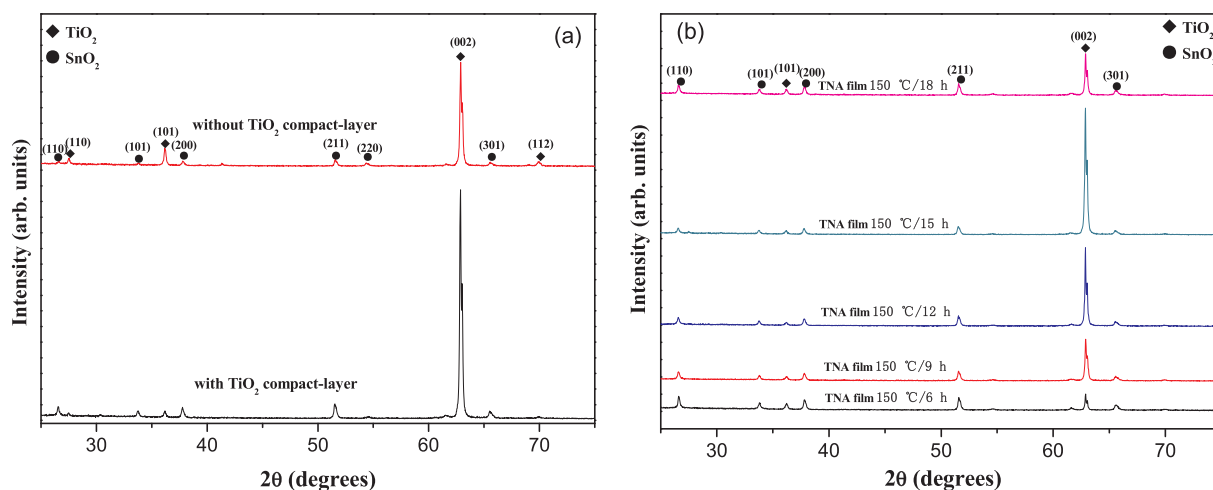 (a)
◆ TiO₂
● SnO₂
(002)
without TiO₂ compact-layer
(110)
(110)
(101)
(101)
(200)
(211)
(220)
(301)
(112)
with TiO₂ compact-layer
Intensity (arb. units)
30
40
50
60
70
2θ (degrees)
(b)
◆ TiO₂
● SnO₂
(002)
(110)
(101)
(101)
(200)
(211)
(301)
TNA film 150 ℃/18 h
TNA film 150 ℃/15 h
TNA film 150 ℃/12 h
TNA film 150 ℃/9 h
TNA film 150 ℃/6 h
Intensity (arb. units)
30
40
50
60
70
2θ (degrees)